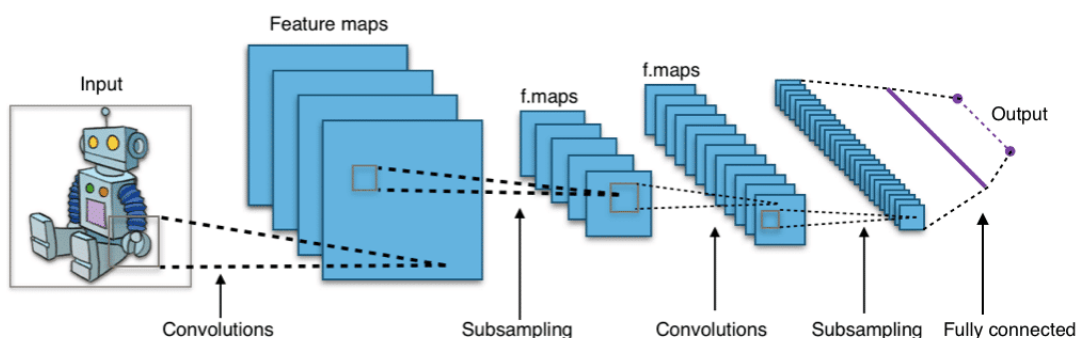 Feature maps
Input
f.maps
f.maps
Output
Convolutions
Subsampling
Convolutions
Subsampling
Fully connected